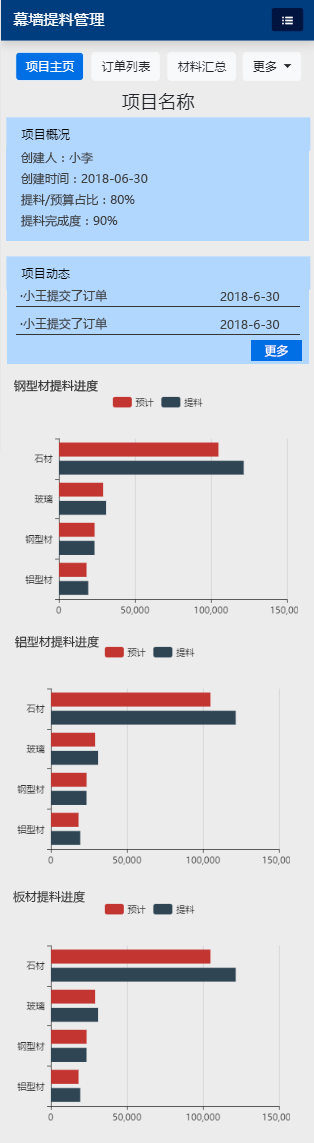 幕墙提料管理
项目主页 订单列表 材料汇总 更多
项目名称
项目概况
创建人：小李
创建时间：2018-06-30
提料/预算占比：80%
提料完成度：90%
项目动态
·小王提交了订单 2018-6-30
·小王提交了订单 2018-6-30
更多
钢型材提料进度
预计 提料
石材
玻璃
钢型材
铝型材
0 50,000 100,000 150,00
铝型材提料进度
预计 提料
石材
玻璃
钢型材
铝型材
0 50,000 100,000 150,00
板材提料进度
预计 提料
石材
玻璃
钢型材
铝型材
0 50,000 100,000 150,00